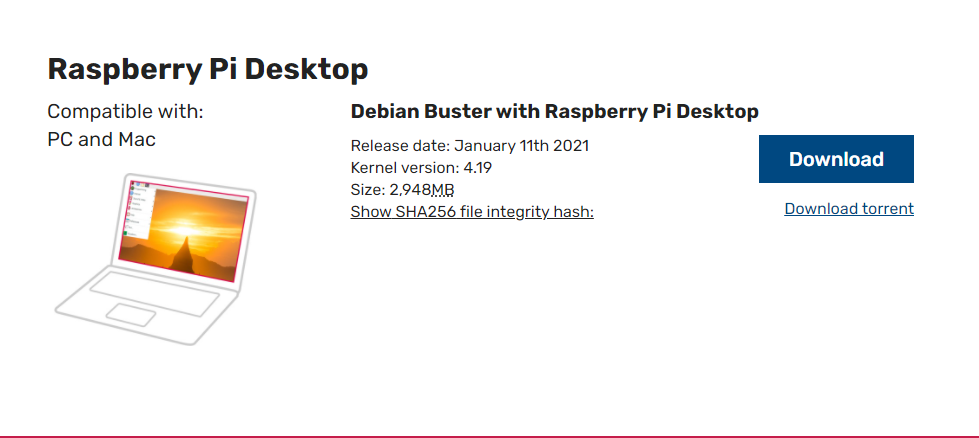 Raspberry Pi Desktop
Compatible with:
PC and Mac
Debian Buster with Raspberry Pi Desktop
Release date: January 11th 2021
Kernel version: 4.19
Size: 2,948MB
Show SHA256 file integrity hash:
Download
Download torrent